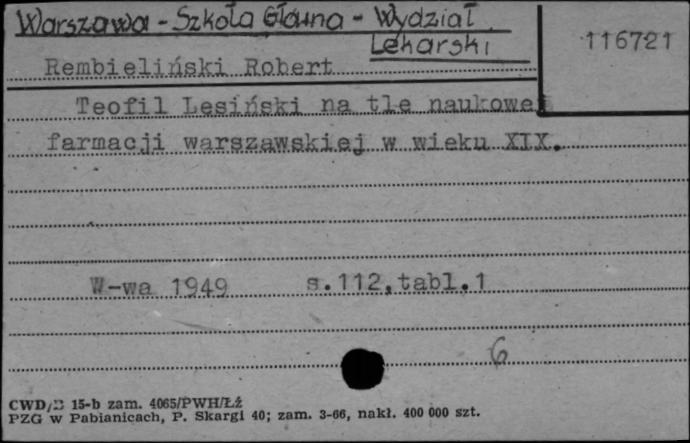 Warszawa - Szkoła Główna - Wydział
Lekarski
116721
Rembieliński Robert
Teofil Lesiński na tle naukowej
farmacji warszawskiej w wieku XIX.
W-wa 1949 s.112,tabl.1
6
CWD/B 15-b zam. 4065/PWH/Łź
PZG w Pabianicach, P. Skargi 40; zam. 3-66, nakł. 400 000 szt.